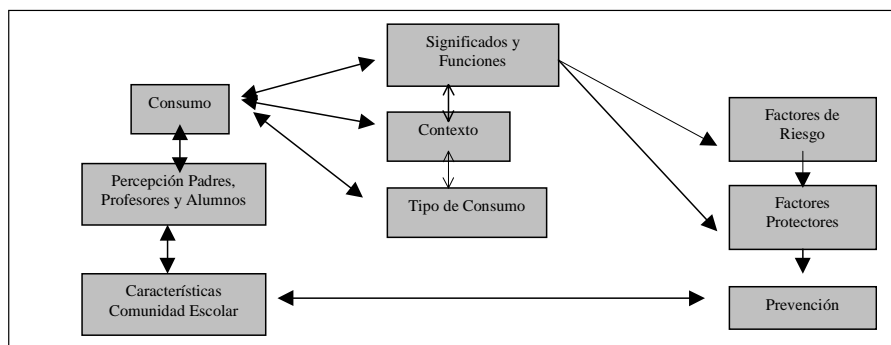 Significados y
Funciones
Consumo
Contexto
Factores de
Riesgo
Percepción Padres,
Profesores y Alumnos
Tipo de Consumo
Factores
Protectores
Características
Comunidad Escolar
Prevención